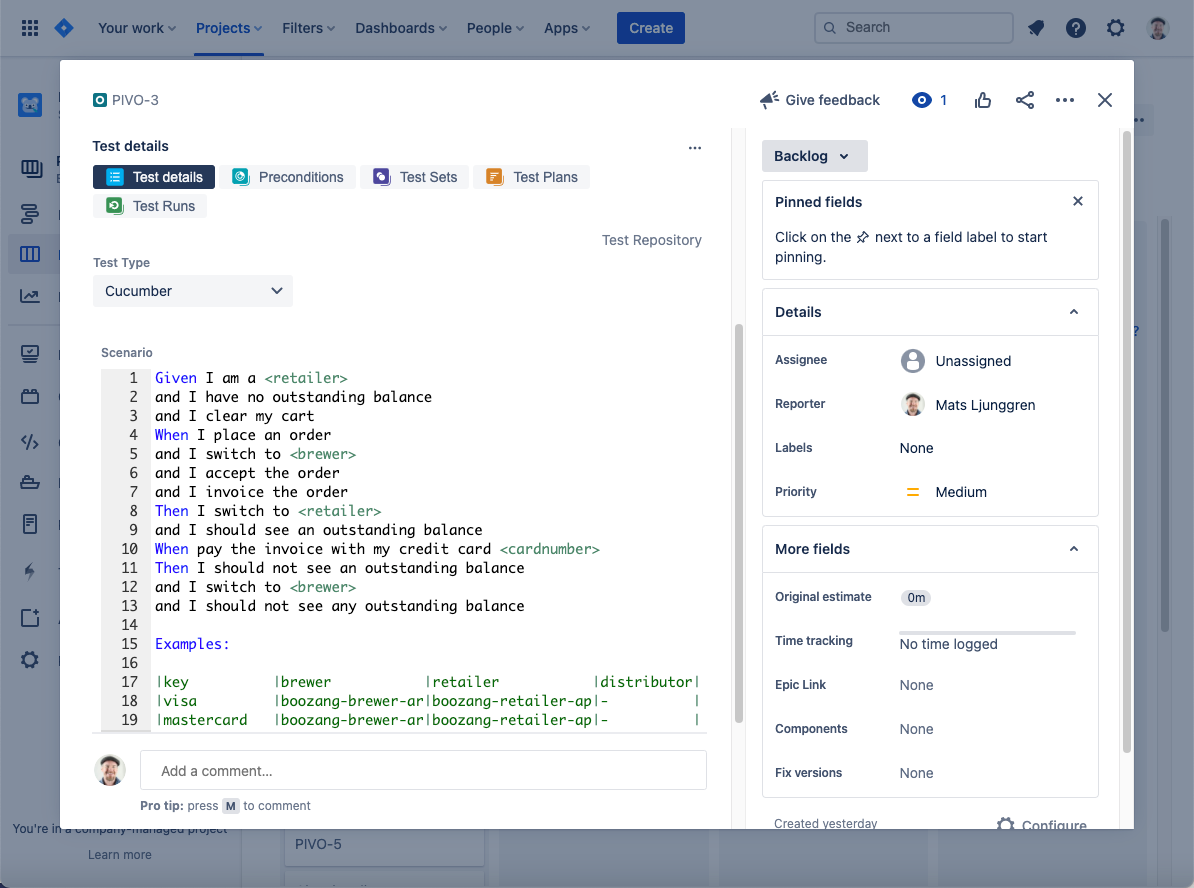 Your work
Projects
Filters
Dashboards
People
Apps
Create
Search
PIVO-3
Give feedback
1
Test details
Test details
Preconditions
Test Sets
Test Plans
Test Runs
Test Repository
Test Type
Cucumber
Scenario
1 Given I am a <retailer>
2 and I have no outstanding balance
3 and I clear my cart
4 When I place an order
5 and I switch to <brewer>
6 and I accept the order
7 and I invoice the order
8 Then I switch to <retailer>
9 and I should see an outstanding balance
10 When pay the invoice with my credit card <cardnumber>
11 Then I should not see an outstanding balance
12 and I switch to <brewer>
13 and I should not see any outstanding balance
14
15 Examples:
16
17 |key |brewer |retailer |distributor|
18 |visa |boozang-brewer-ar|boozang-retailer-ap|- |
19 |mastercard |boozang-brewer-ar|boozang-retailer-ap|- |
Add a comment…
Pro tip: press M to comment
Backlog
Pinned fields
Click on the next to a field label to start
pinning.
Details
Assignee Unassigned
Reporter Mats Ljunggren
Labels None
Priority Medium
More fields
Original estimate 0m
Time tracking No time logged
Epic Link None
Components None
Fix versions None
Created yesterday
Configure
You're in a company-managed project
Learn more
PIVO-5